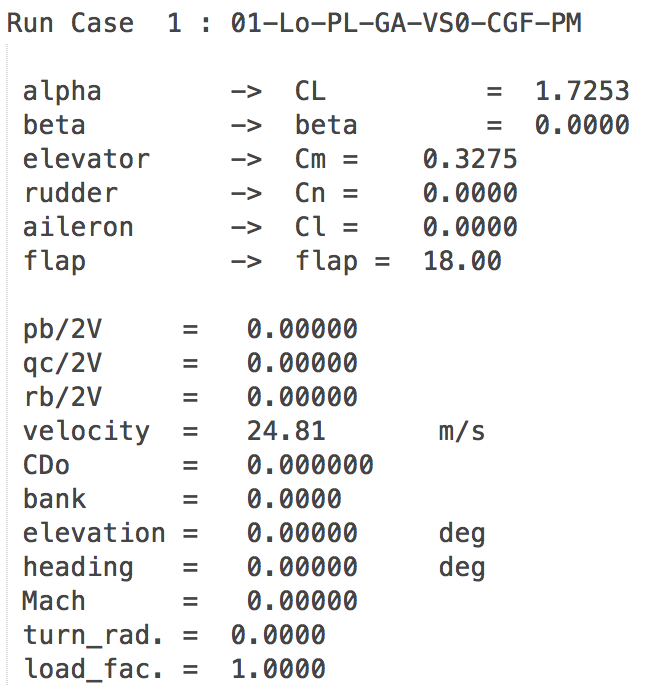 Run Case  1 : 01-Lo-PL-GA-VS0-CGF-PM
alpha        ->  CL          =  1.7253
beta         ->  beta        =  0.0000
elevator     ->  Cm =    0.3275
rudder       ->  Cn =    0.0000
aileron      ->  Cl =    0.0000
flap         ->  flap =  18.00
pb/2V     =   0.00000
qc/2V     =   0.00000
rb/2V     =   0.00000
velocity  =   24.81       m/s
CDo       =   0.000000
bank      =   0.0000
elevation =   0.00000     deg
heading   =   0.00000     deg
Mach      =   0.00000
turn_rad. =  0.0000
load_fac. =  1.0000